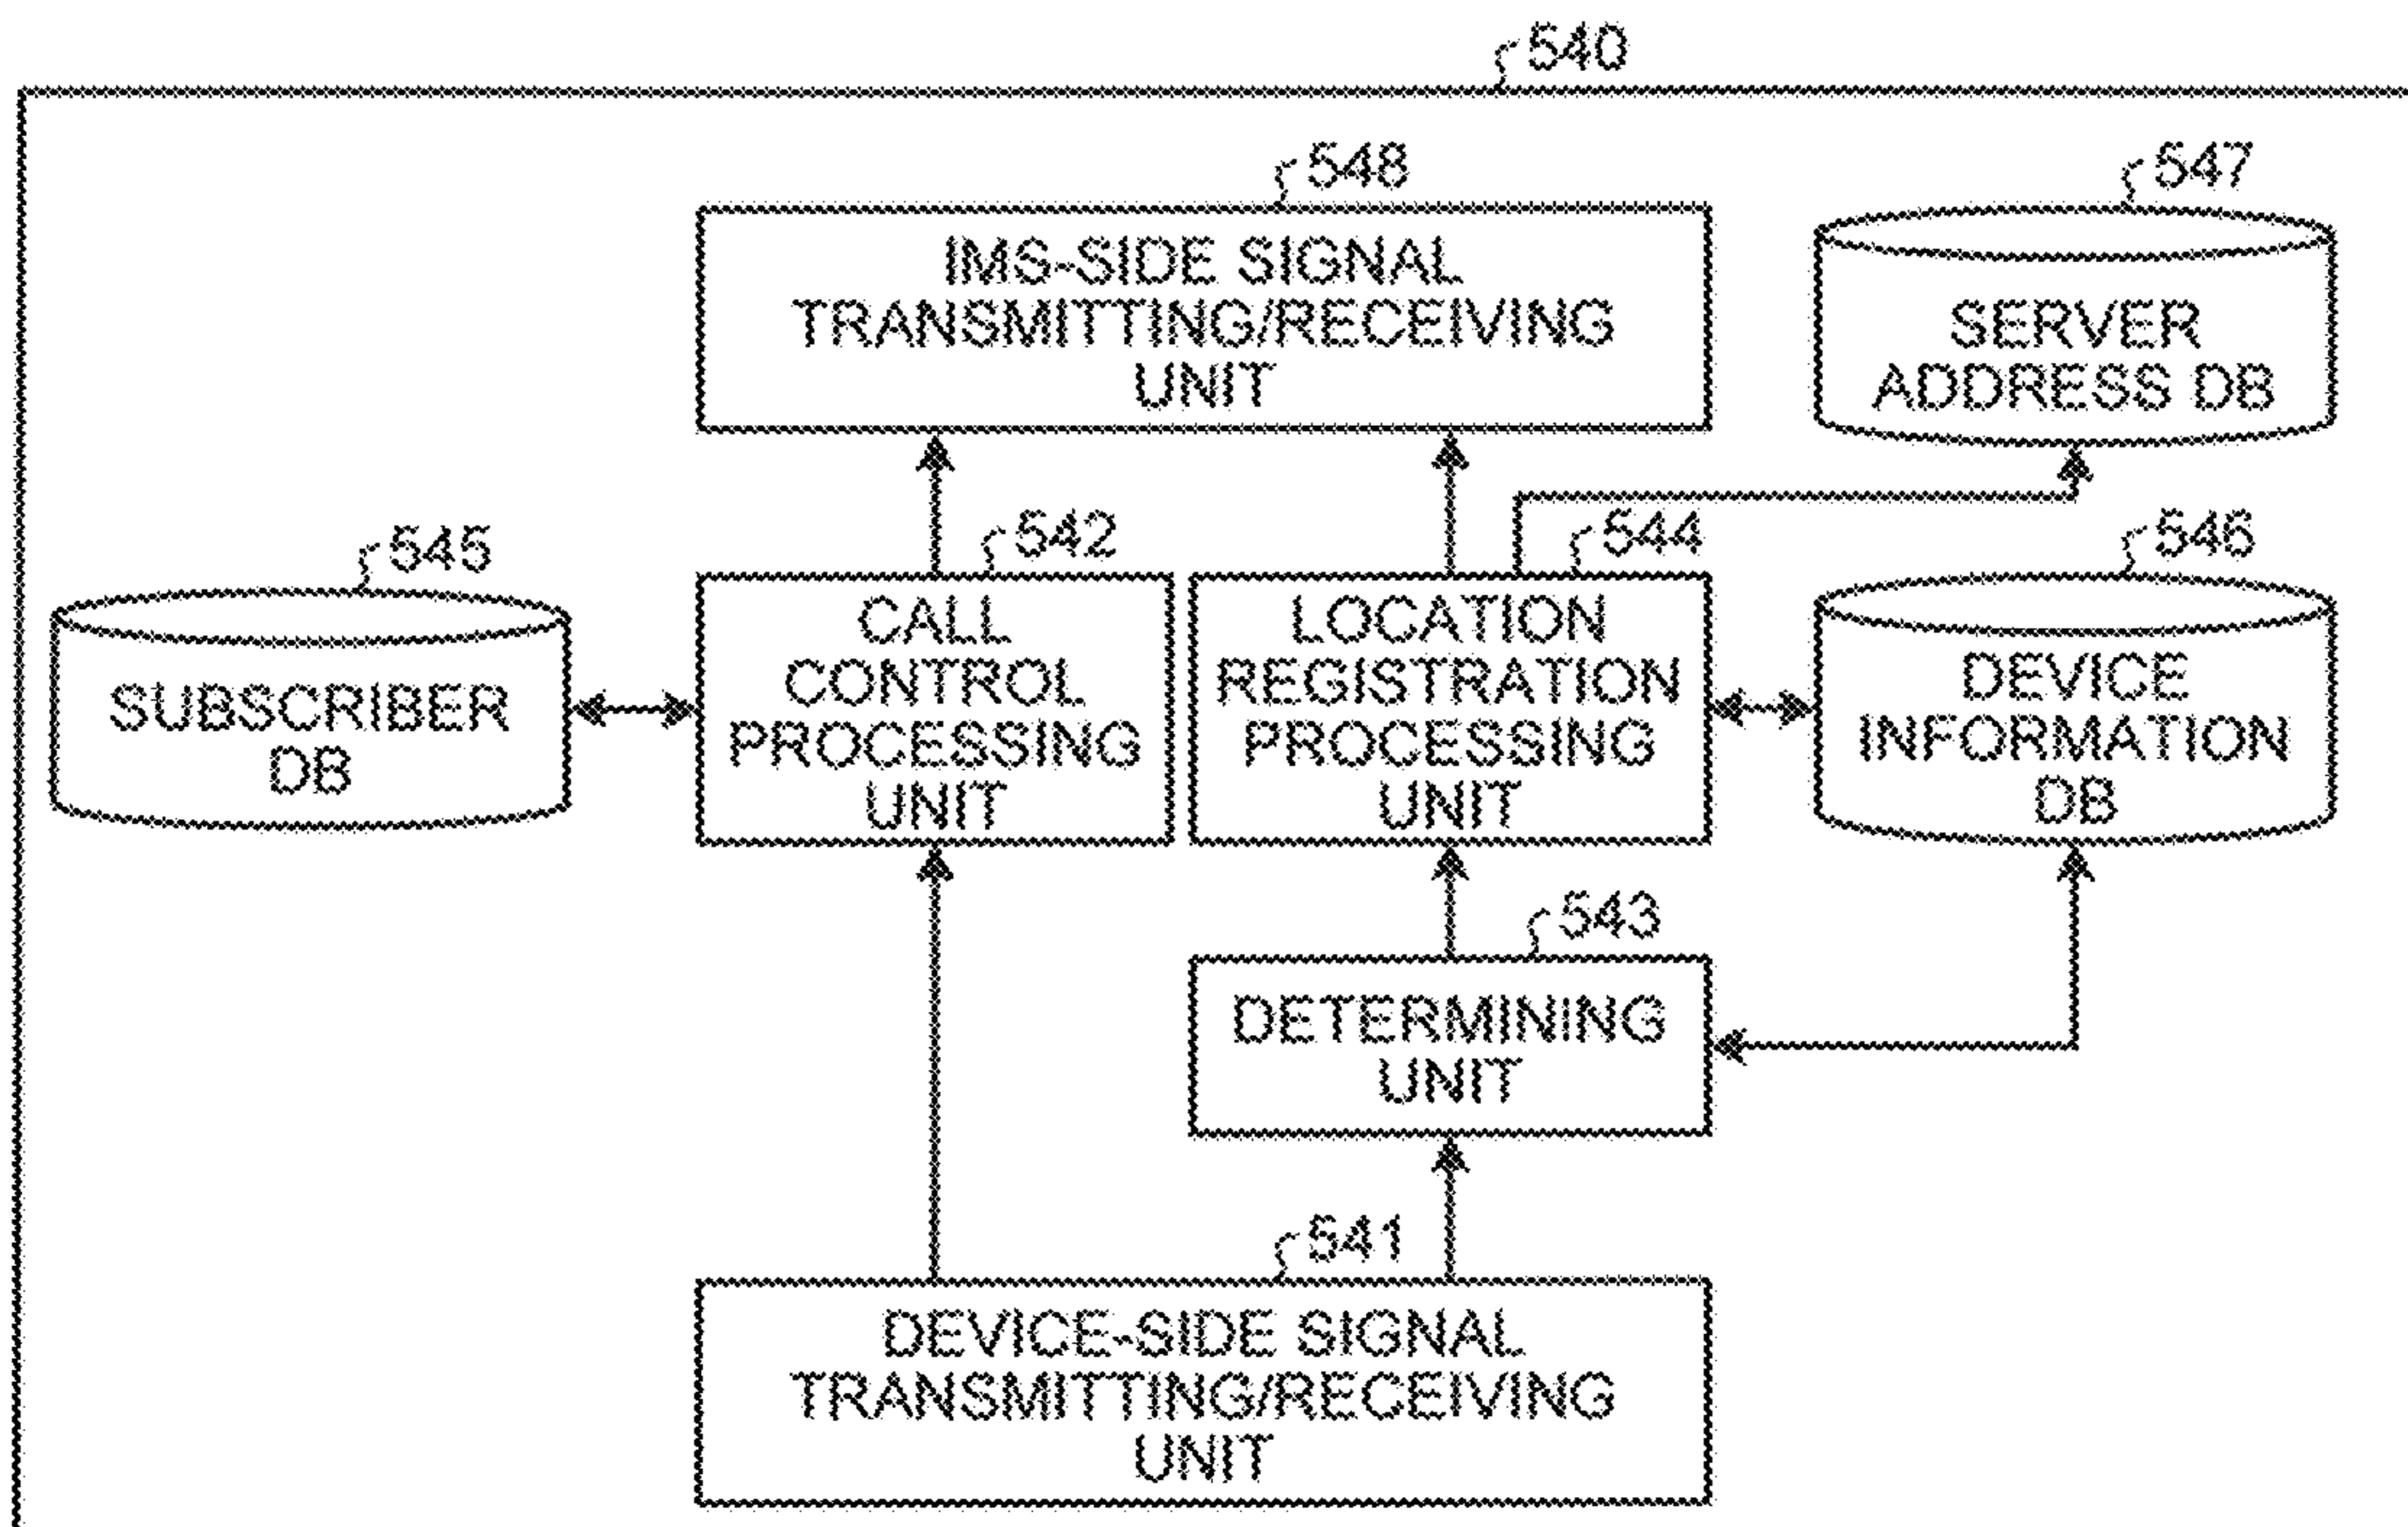 540
548
IMS-SIDE SIGNAL
TRANSMITTING/RECEIVING
UNIT
547
SERVER
ADDRESS DB
545
SUBSCRIBER
DB
542
CALL
CONTROL
PROCESSING
UNIT
544
LOCATION
REGISTRATION
PROCESSING
UNIT
546
DEVICE
INFORMATION
DB
543
DETERMINING
UNIT
541
DEVICE-SIDE SIGNAL
TRANSMITTING/RECEIVING
UNIT